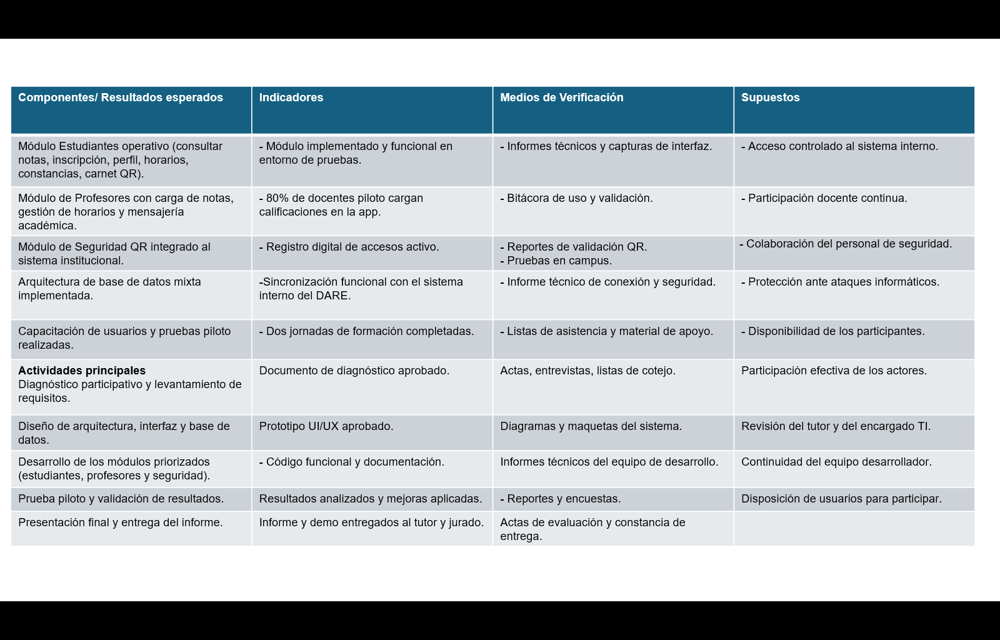 Componentes/ Resultados esperados
Indicadores
Medios de Verificación
Supuestos
Módulo Estudiantes operativo (consultar
notas, inscripción, perfil, horarios,
constancias, carnet QR).
- Módulo implementado y funcional en
entorno de pruebas.
- Informes técnicos y capturas de interfaz.
- Acceso controlado al sistema interno.
Módulo de Profesores con carga de notas,
gestión de horarios y mensajería
académica.
- 80% de docentes piloto cargan
calificaciones en la app.
- Bitácora de uso y validación.
- Participación docente continua.
Módulo de Seguridad QR integrado al
sistema institucional.
- Registro digital de accesos activo.
- Reportes de validación QR.
- Pruebas en campus.
- Colaboración del personal de seguridad.
Arquitectura de base de datos mixta
implementada.
-Sincronización funcional con el sistema
interno del DARE.
- Informe técnico de conexión y seguridad.
- Protección ante ataques informáticos.
Capacitación de usuarios y pruebas piloto
realizadas.
- Dos jornadas de formación completadas.
- Listas de asistencia y material de apoyo.
- Disponibilidad de los participantes.
Actividades principales
Diagnóstico participativo y levantamiento de
requisitos.
Documento de diagnóstico aprobado.
Actas, entrevistas, listas de cotejo.
Participación efectiva de los actores.
Diseño de arquitectura, interfaz y base de
datos.
Prototipo UI/UX aprobado.
Diagramas y maquetas del sistema.
Revisión del tutor y del encargado TI.
Desarrollo de los módulos priorizados
(estudiantes, profesores y seguridad).
- Código funcional y documentación.
Informes técnicos del equipo de desarrollo.
Continuidad del equipo desarrollador.
Prueba piloto y validación de resultados.
Resultados analizados y mejoras aplicadas.
- Reportes y encuestas.
Disposición de usuarios para participar.
Presentación final y entrega del informe.
Informe y demo entregados al tutor y jurado.
Actas de evaluación y constancia de
entrega.